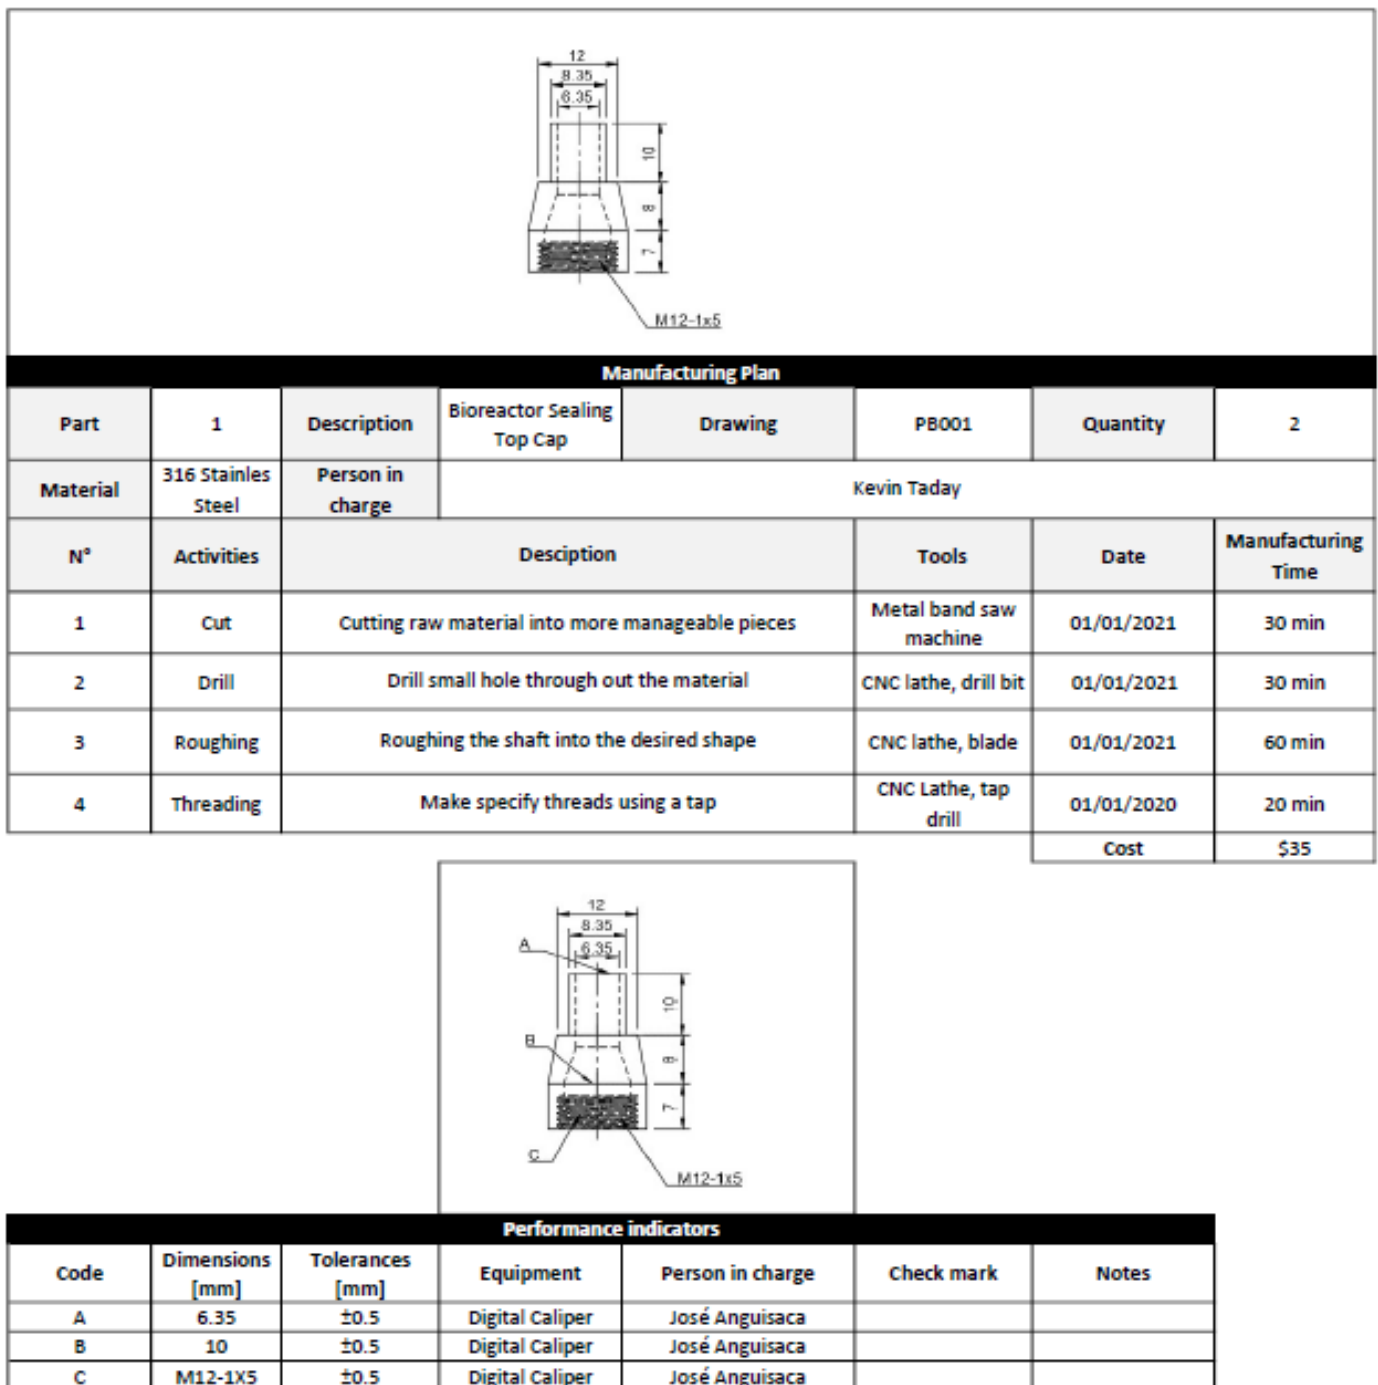 12
8.35
6.35
10
8
7
M12-1x5
Manufacturing Plan
Part 1 Description Bioreactor Sealing Top Cap Drawing PB001 Quantity 2
Material 316 Stainles Steel Person in charge Kevin Taday
N° Activities Desciption Tools Date Manufacturing Time
1 Cut Cutting raw material into more manageable pieces Metal band saw machine 01/01/2021 30 min
2 Drill Drill small hole through out the material CNC lathe, drill bit 01/01/2021 30 min
3 Roughing Roughing the shaft into the desired shape CNC lathe, blade 01/01/2021 60 min
4 Threading Make specify threads using a tap CNC Lathe, tap drill 01/01/2020 20 min
Cost $35
12
8.35
A 6.35
10
B 8
7
C
M12-1x5
Performance indicators
Code Dimensions [mm] Tolerances [mm] Equipment Person in charge Check mark Notes
A 6.35 ±0.5 Digital Caliper José Anguisaca
B 10 ±0.5 Digital Caliper José Anguisaca
C M12-1X5 ±0.5 Digital Caliper José Anguisaca